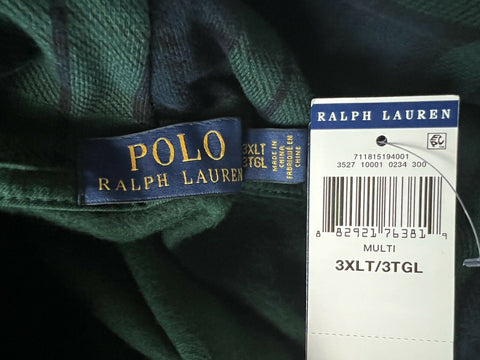 POLO
RALPH LAUREN
3XLT
3TGL
MADE IN
CHINA
FABRIQUÉ EN
CHINE
RALPH LAUREN
711815194001
3527 10001 0234 300
8 82921 76381 9
MULTI
3XLT/3TGL